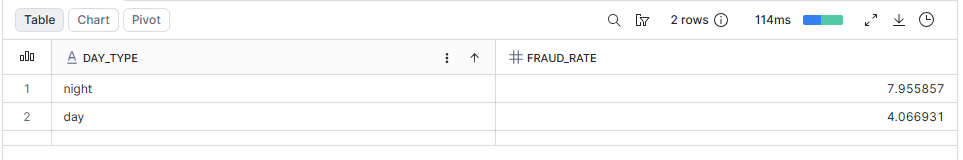 Table Chart Pivot 2 rows 114ms
DAY_TYPE FRAUD_RATE
1 night 7.955857
2 day 4.066931